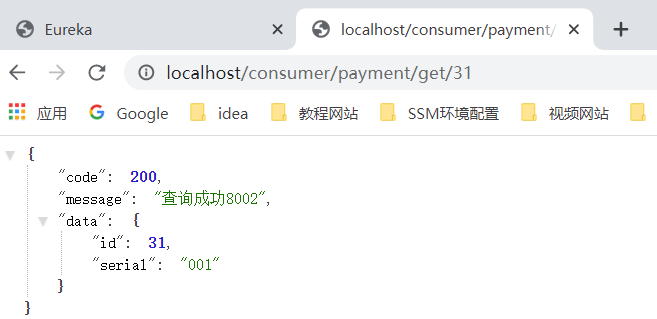 Eureka
localhost/consumer/payment/
localhost/consumer/payment/get/31
应用 Google idea 教程网站 SSM环境配置 视频网站
{
"code": 200,
"message": "查询成功8002",
"data": {
"id": 31,
"serial": "001"
}
}